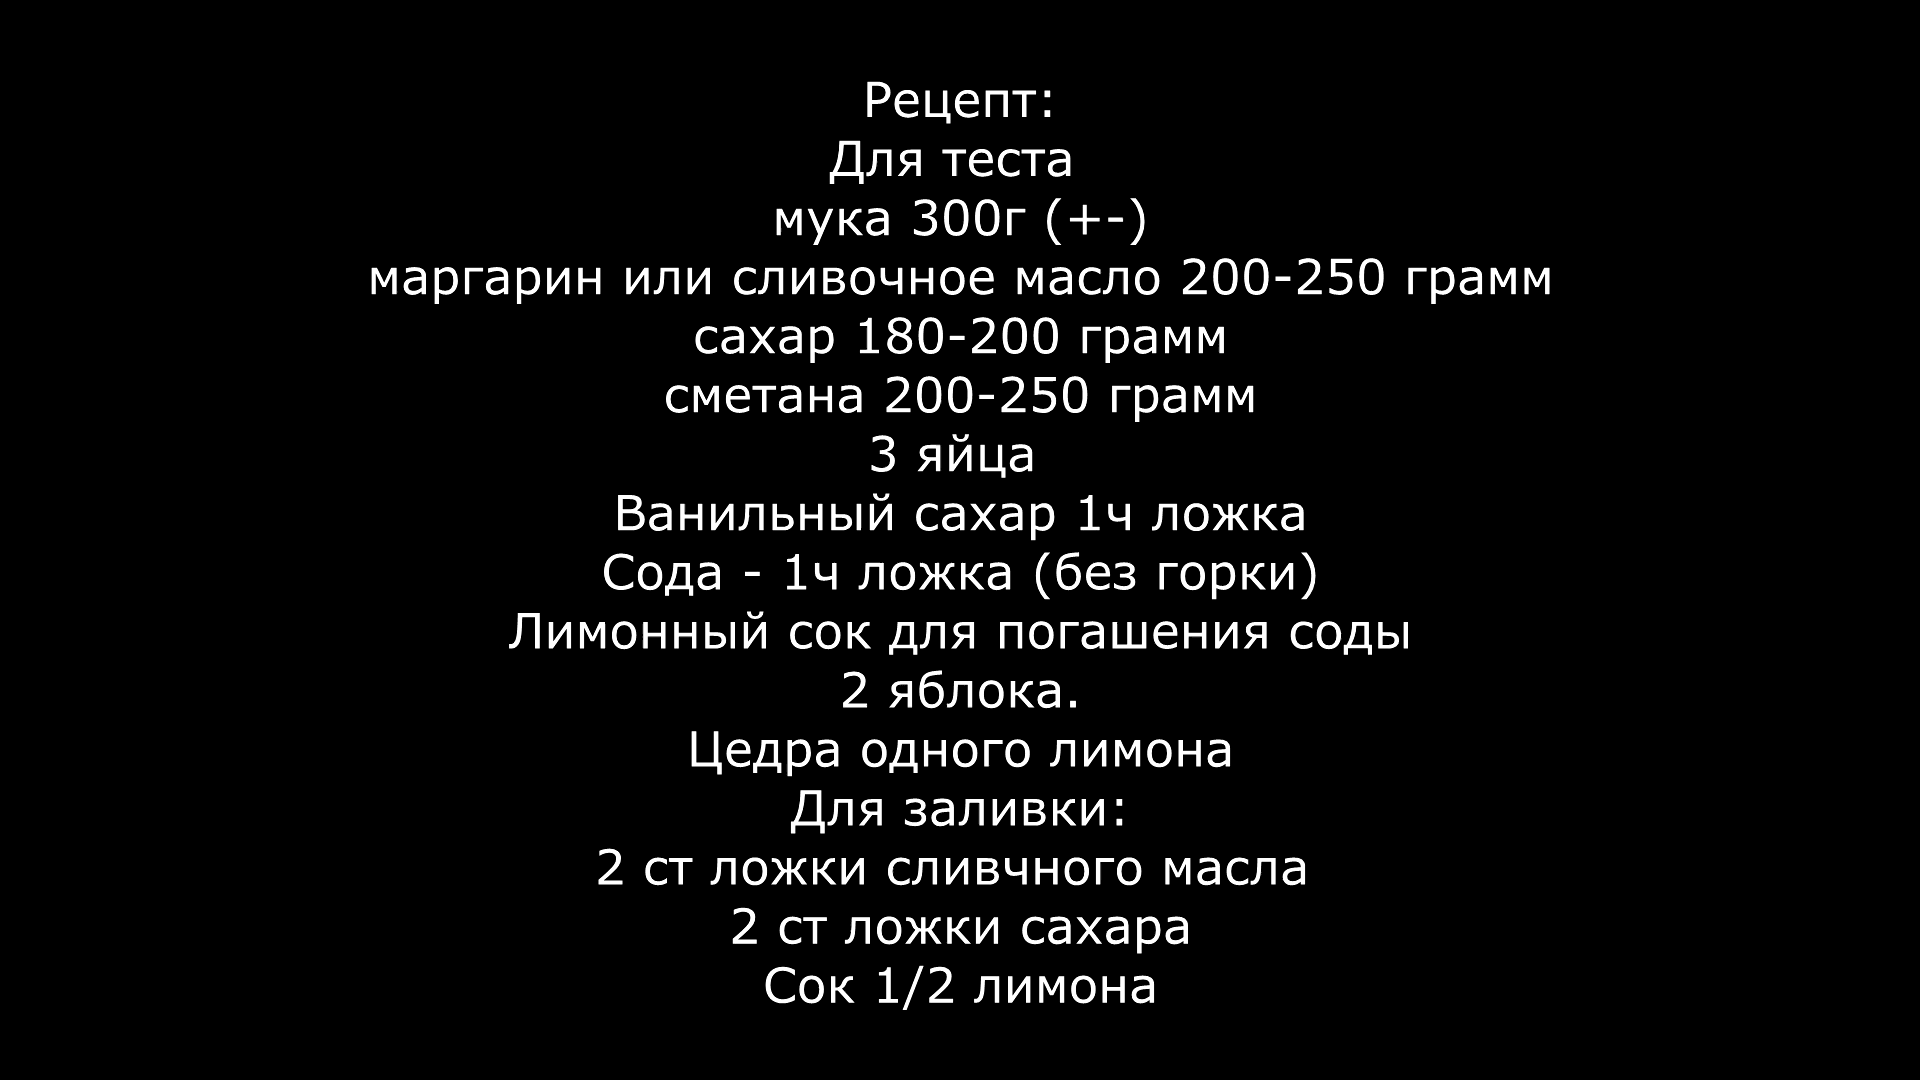 Рецепт:
Для теста
мука 300г (+-)
маргарин или сливочное масло 200-250 грамм
сахар 180-200 грамм
сметана 200-250 грамм
3 яйца
Ванильный сахар 1ч ложка
Сода - 1ч ложка (без горки)
Лимонный сок для погашения соды
2 яблока.
Цедра одного лимона
Для заливки:
2 ст ложки сливчного масла
2 ст ложки сахара
Сок 1/2 лимона